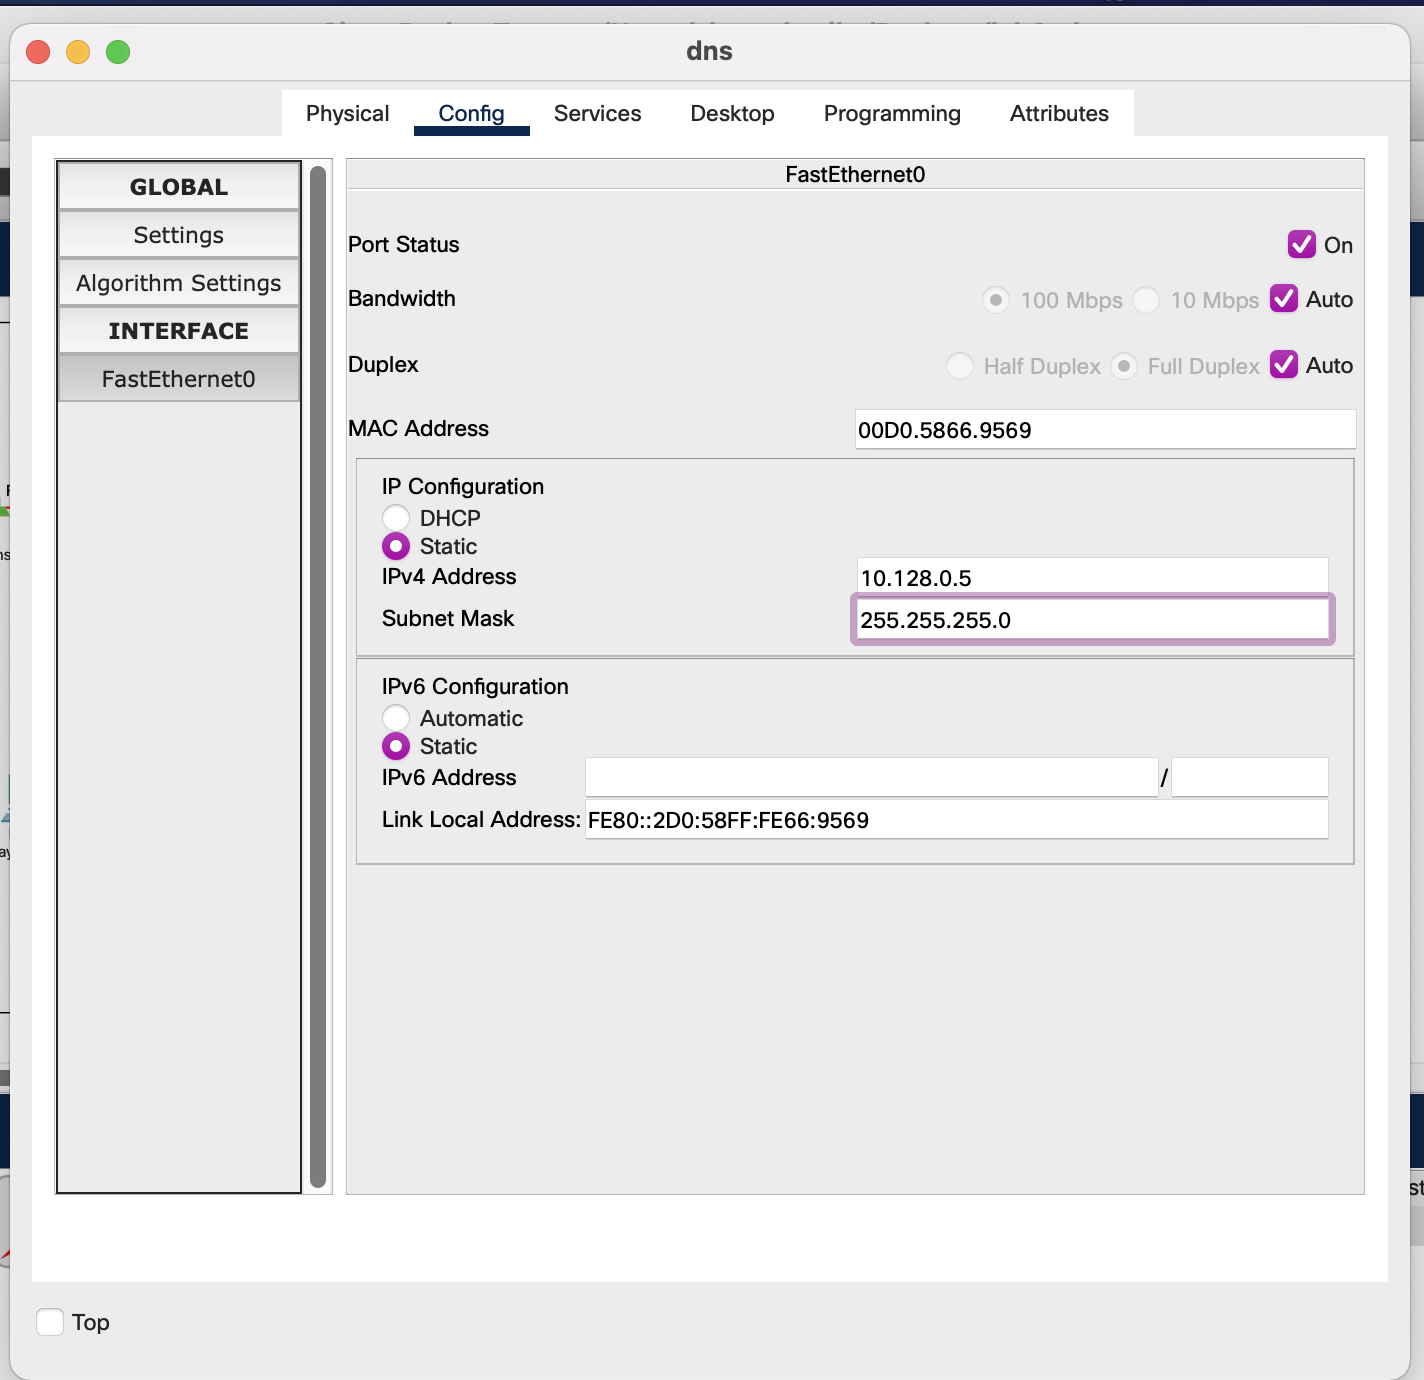 dns
Physical Config Services Desktop Programming Attributes
GLOBAL
Settings
Algorithm Settings
INTERFACE
FastEthernet0
FastEthernet0
Port Status On
Bandwidth 100 Mbps 10 Mbps Auto
Duplex Half Duplex Full Duplex Auto
MAC Address 00D0.5866.9569
IP Configuration
DHCP
Static
IPv4 Address 10.128.0.5
Subnet Mask 255.255.255.0
IPv6 Configuration
Automatic
Static
IPv6 Address /
Link Local Address: FE80::2D0:58FF:FE66:9569
Top